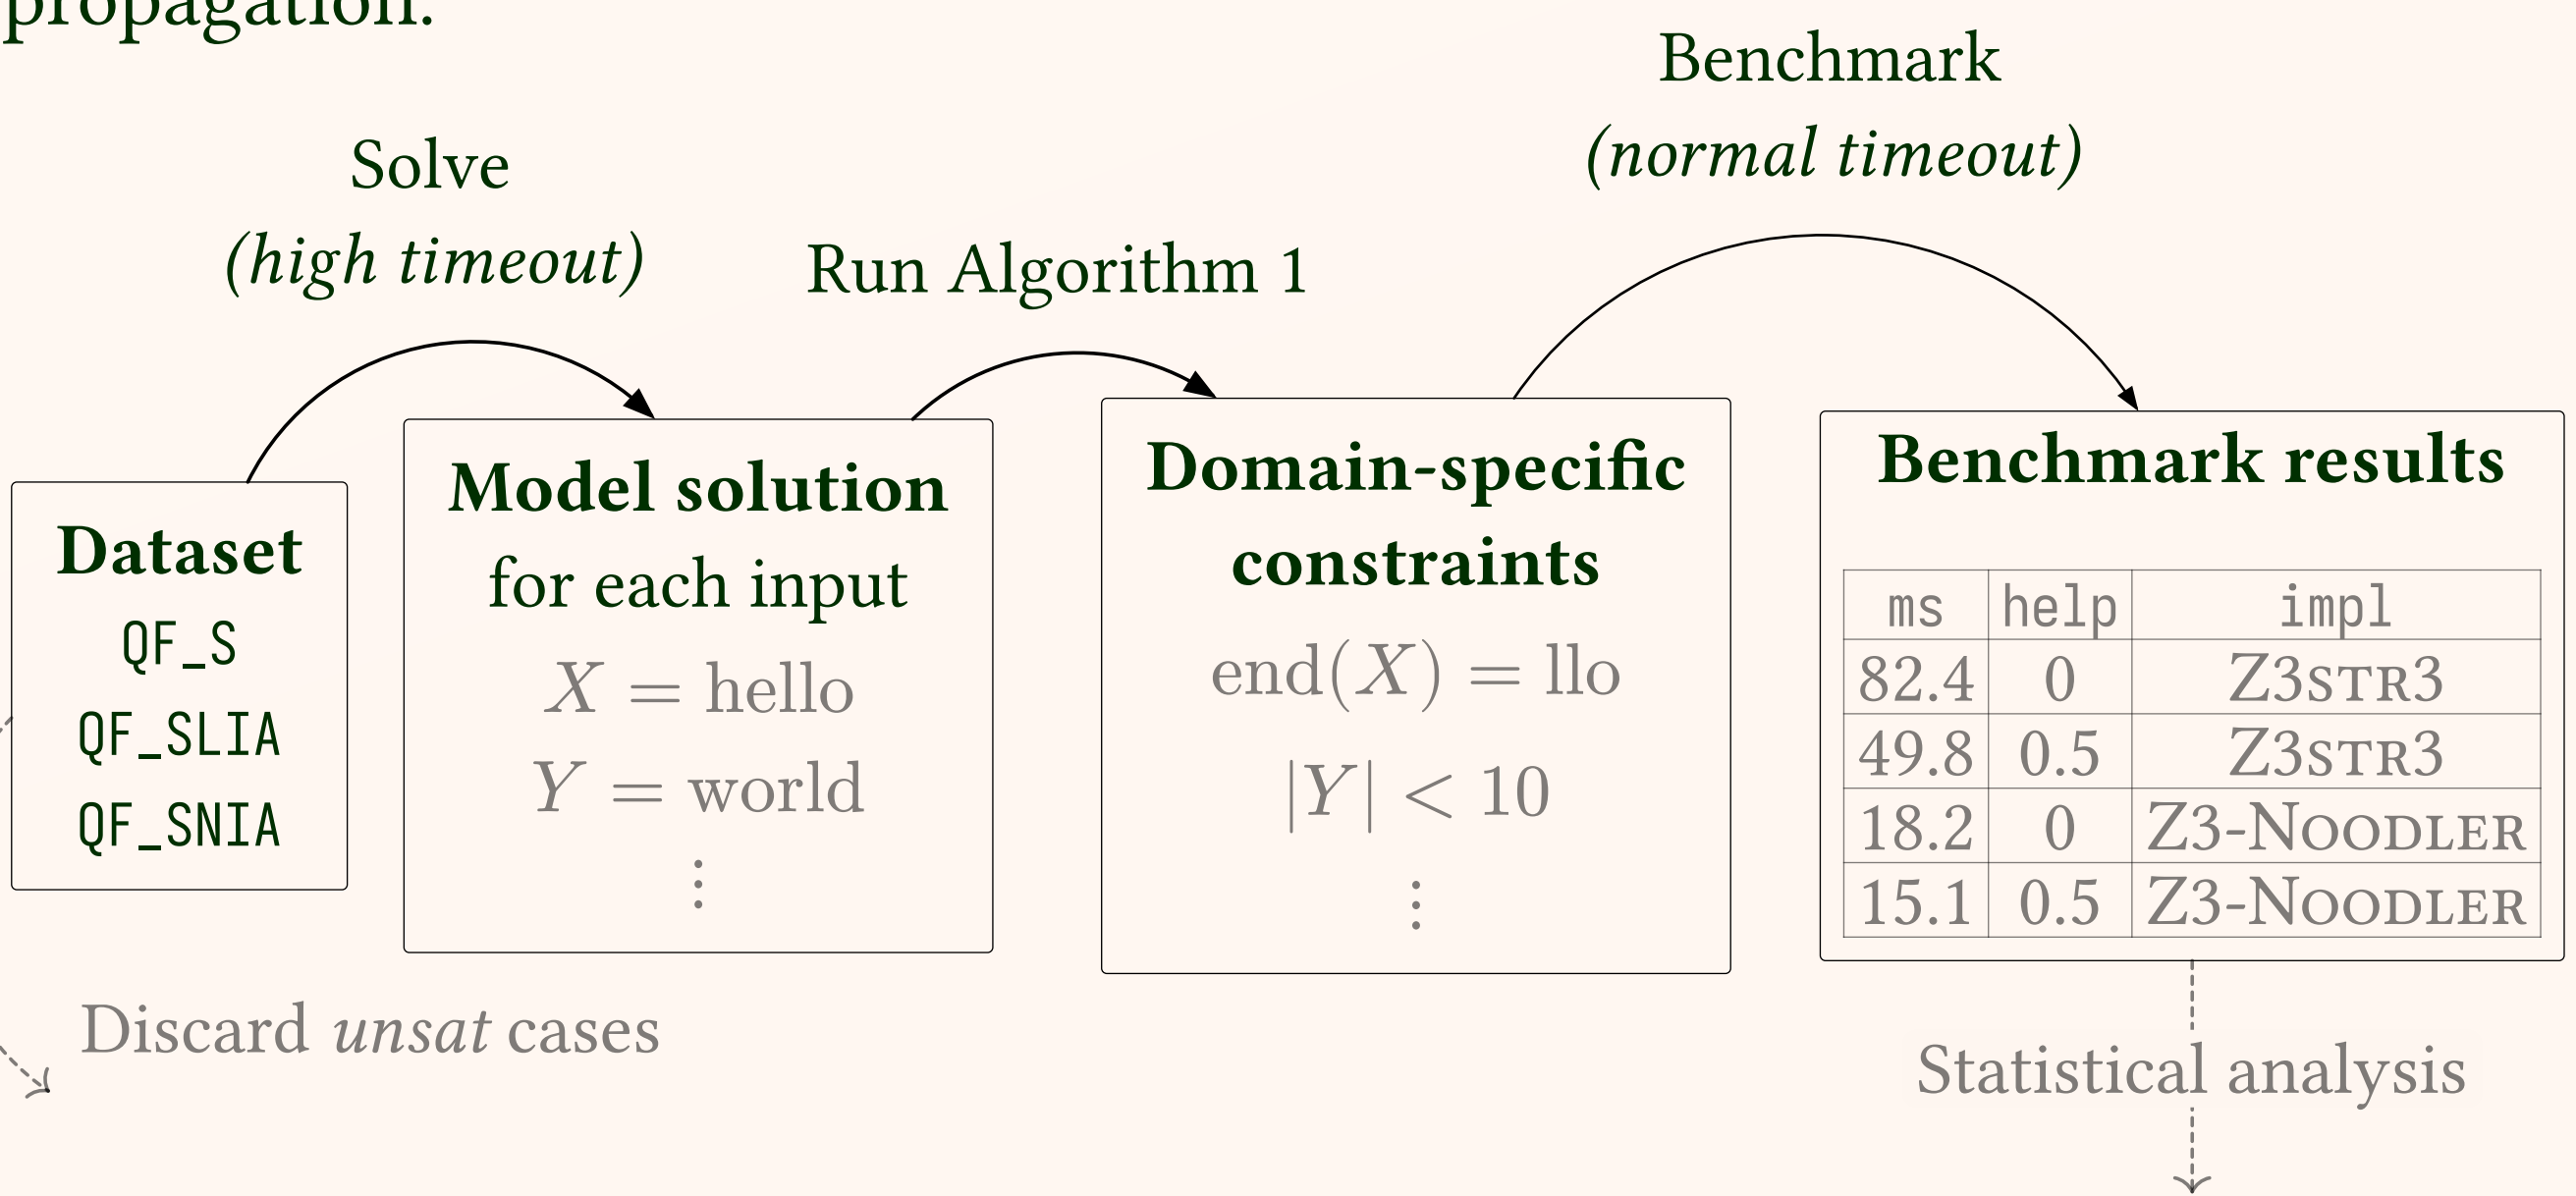 propagation.
Solve
(high timeout)
Run Algorithm 1
Benchmark
(normal timeout)
Dataset
QF_S
QF_SLIA
QF_SNIA
Model solution
for each input
X = hello
Y = world
⋮
Domain-specific
constraints
end(X) = llo
|Y| < 10
⋮
Benchmark results
ms help impl
82.4 0 Z3STR3
49.8 0.5 Z3STR3
18.2 0 Z3-NOODLER
15.1 0.5 Z3-NOODLER
Discard unsat cases
Statistical analysis